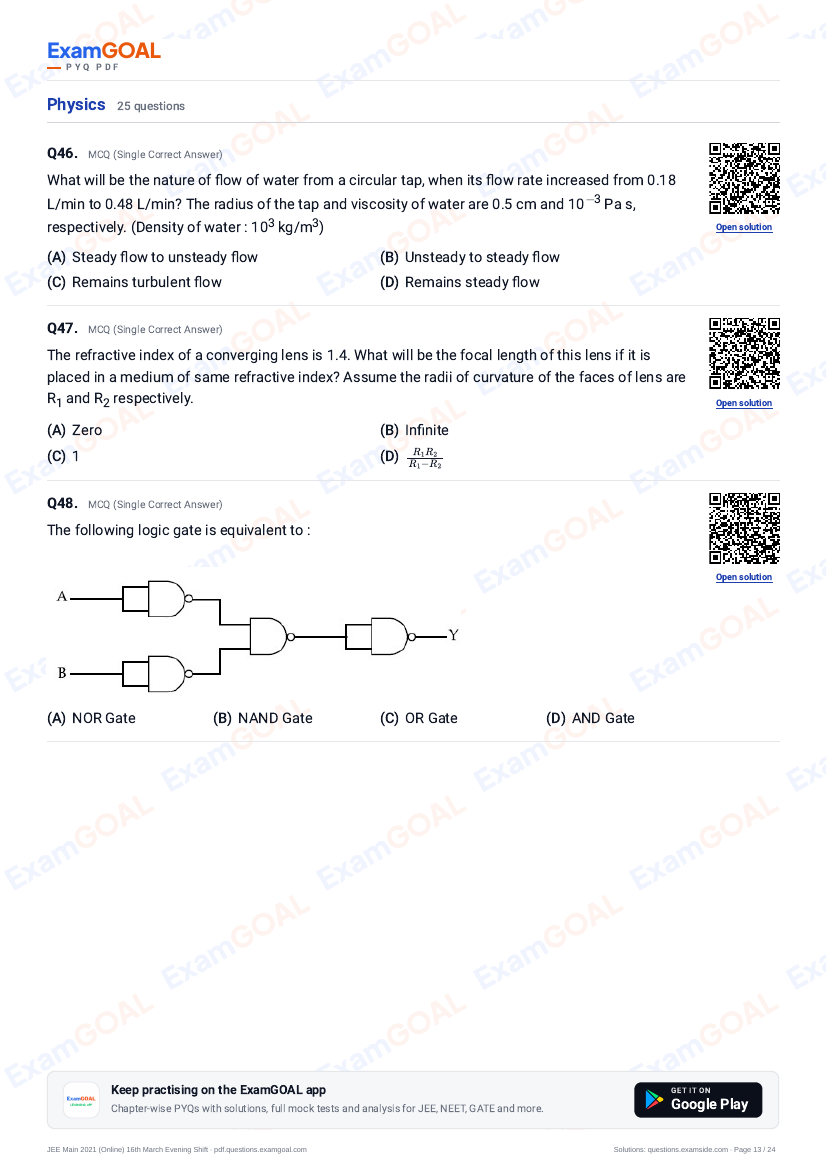 ExamGOAL
PYQ PDF
Physics 25 questions
Q46. MCQ (Single Correct Answer)
What will be the nature of flow of water from a circular tap, when its flow rate increased from 0.18
L/min to 0.48 L/min? The radius of the tap and viscosity of water are 0.5 cm and 10⁻³ Pa s,
respectively. (Density of water : 10³ kg/m³)
Open solution
(A) Steady flow to unsteady flow (B) Unsteady to steady flow
(C) Remains turbulent flow (D) Remains steady flow
Q47. MCQ (Single Correct Answer)
The refractive index of a converging lens is 1.4. What will be the focal length of this lens if it is
placed in a medium of same refractive index? Assume the radii of curvature of the faces of lens are
R₁ and R₂ respectively.
Open solution
(A) Zero (B) Infinite
(C) 1 (D) R₁R₂/R₁−R₂
Q48. MCQ (Single Correct Answer)
The following logic gate is equivalent to :
Open solution
A
Y
B
(A) NOR Gate (B) NAND Gate (C) OR Gate (D) AND Gate
ExamGOAL
Keep practising on the ExamGOAL app
Chapter-wise PYQs with solutions, full mock tests and analysis for JEE, NEET, GATE and more.
GET IT ON
Google Play
JEE Main 2021 (Online) 16th March Evening Shift · pdf.questions.examgoal.com Solutions: questions.examside.com · Page 13 / 24